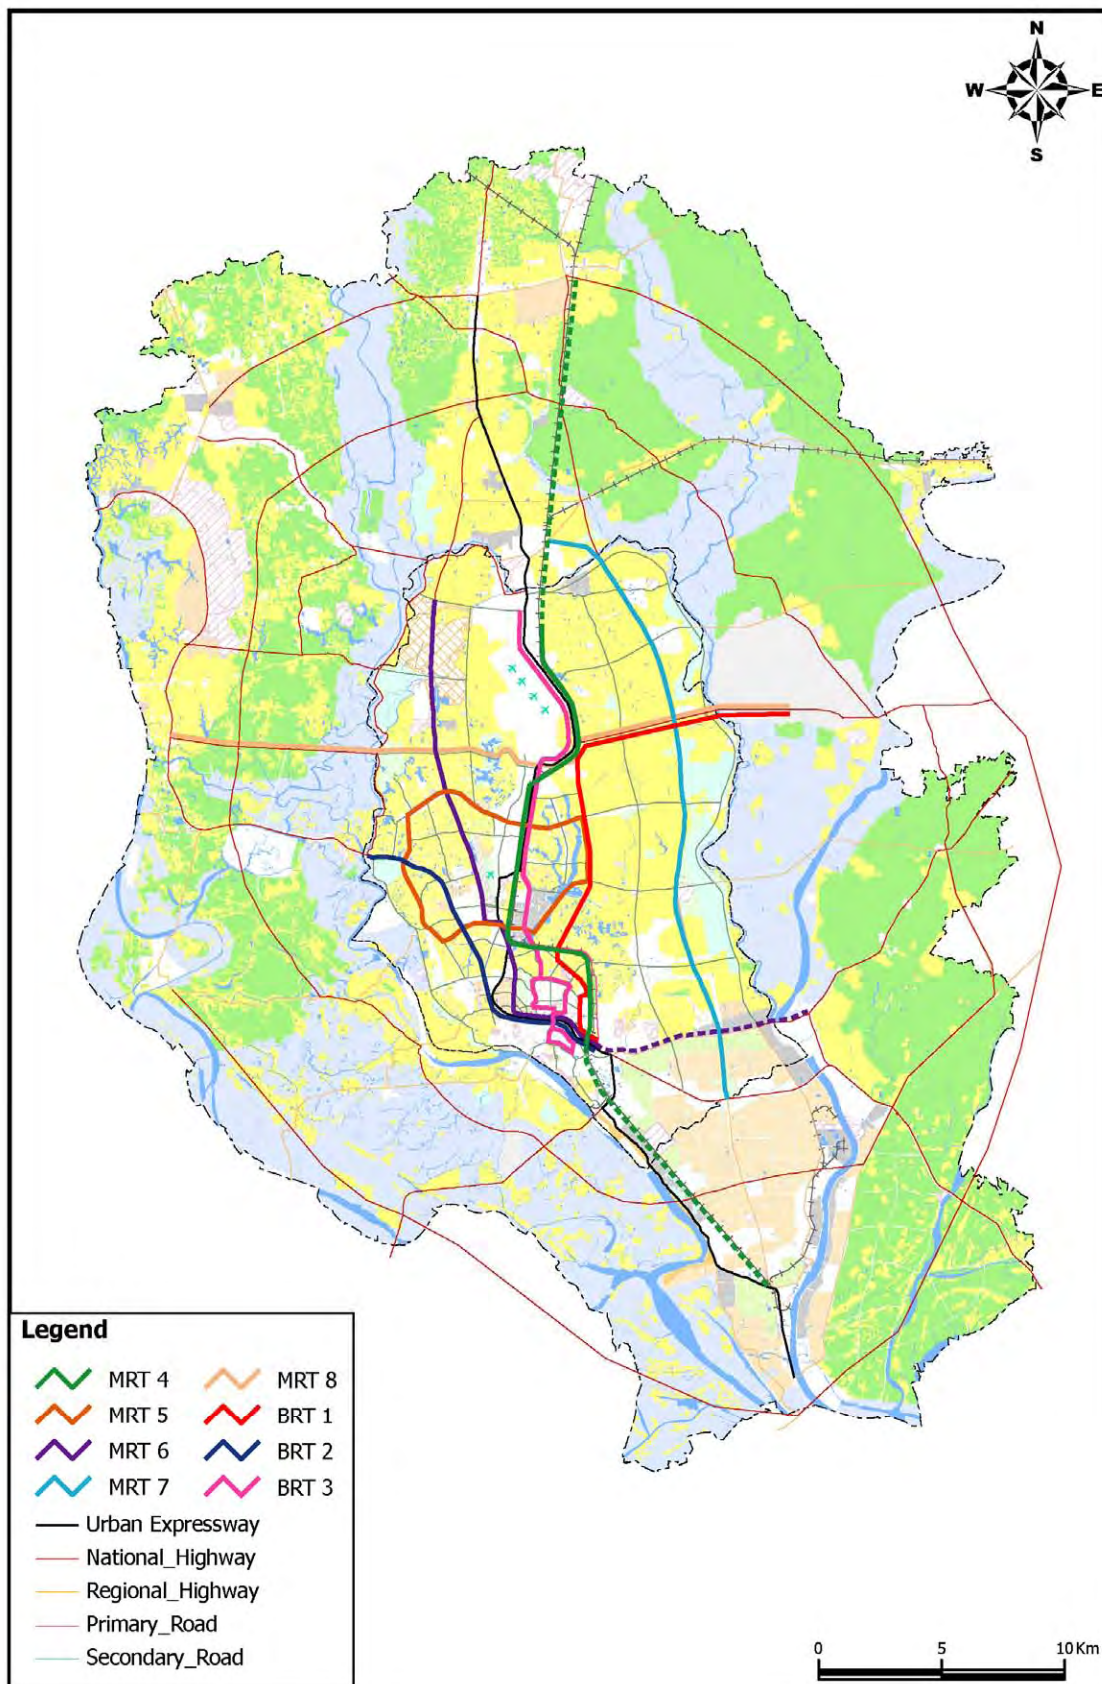 N
W E
S
Legend
MRT 4 MRT 8
MRT 5 BRT 1
MRT 6 BRT 2
MRT 7 BRT 3
Urban Expressway
National_Highway
Regional_Highway
Primary_Road
Secondary_Road
0 5 10 Km